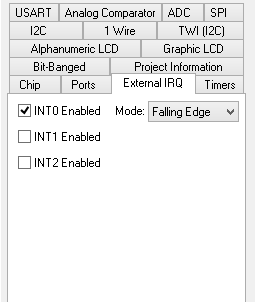 USART Analog Comparator ADC SPI
I2C 1 Wire TWI (I2C)
Alphanumeric LCD Graphic LCD
Bit-Banged Project Information
Chip Ports External IRQ Timers
INT0 Enabled Mode: Falling Edge
INT1 Enabled
INT2 Enabled